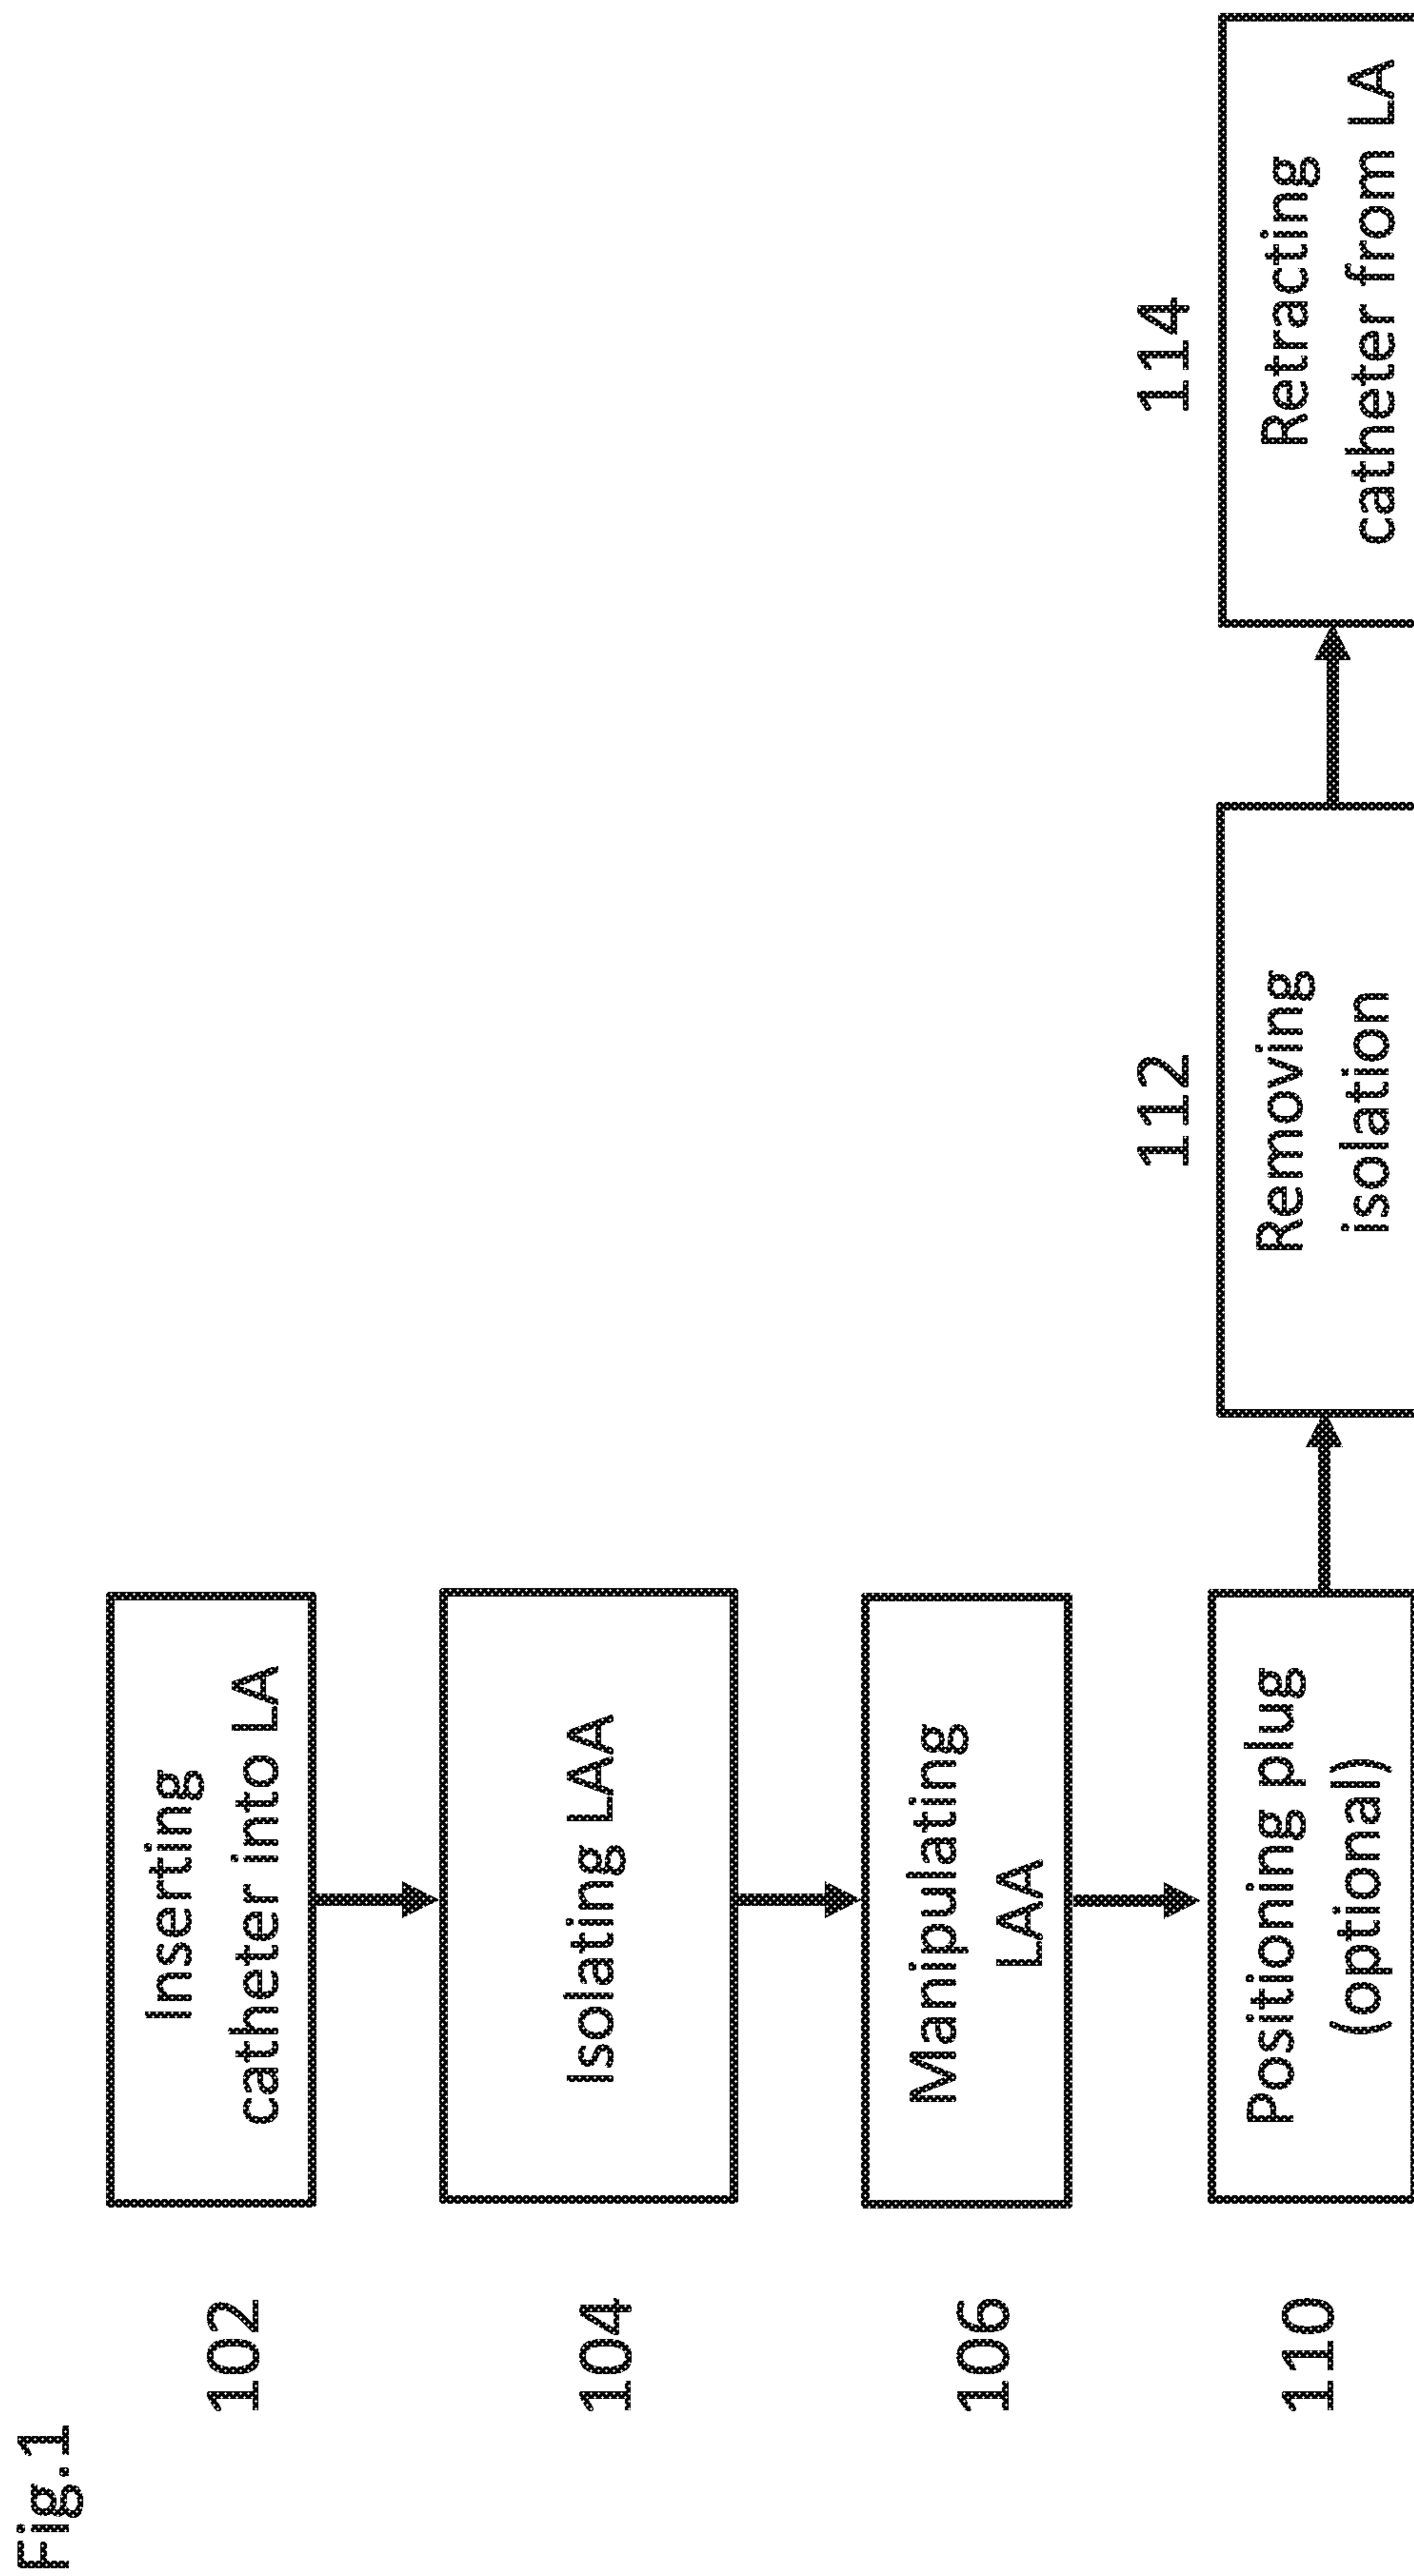 Fig.1
102
Inserting
catheter into LA
104
Isolating LAA
106
Manipulating
LAA
110
Positioning plug
(optional)
112
Removing
isolation
114
Retracting
catheter from LA